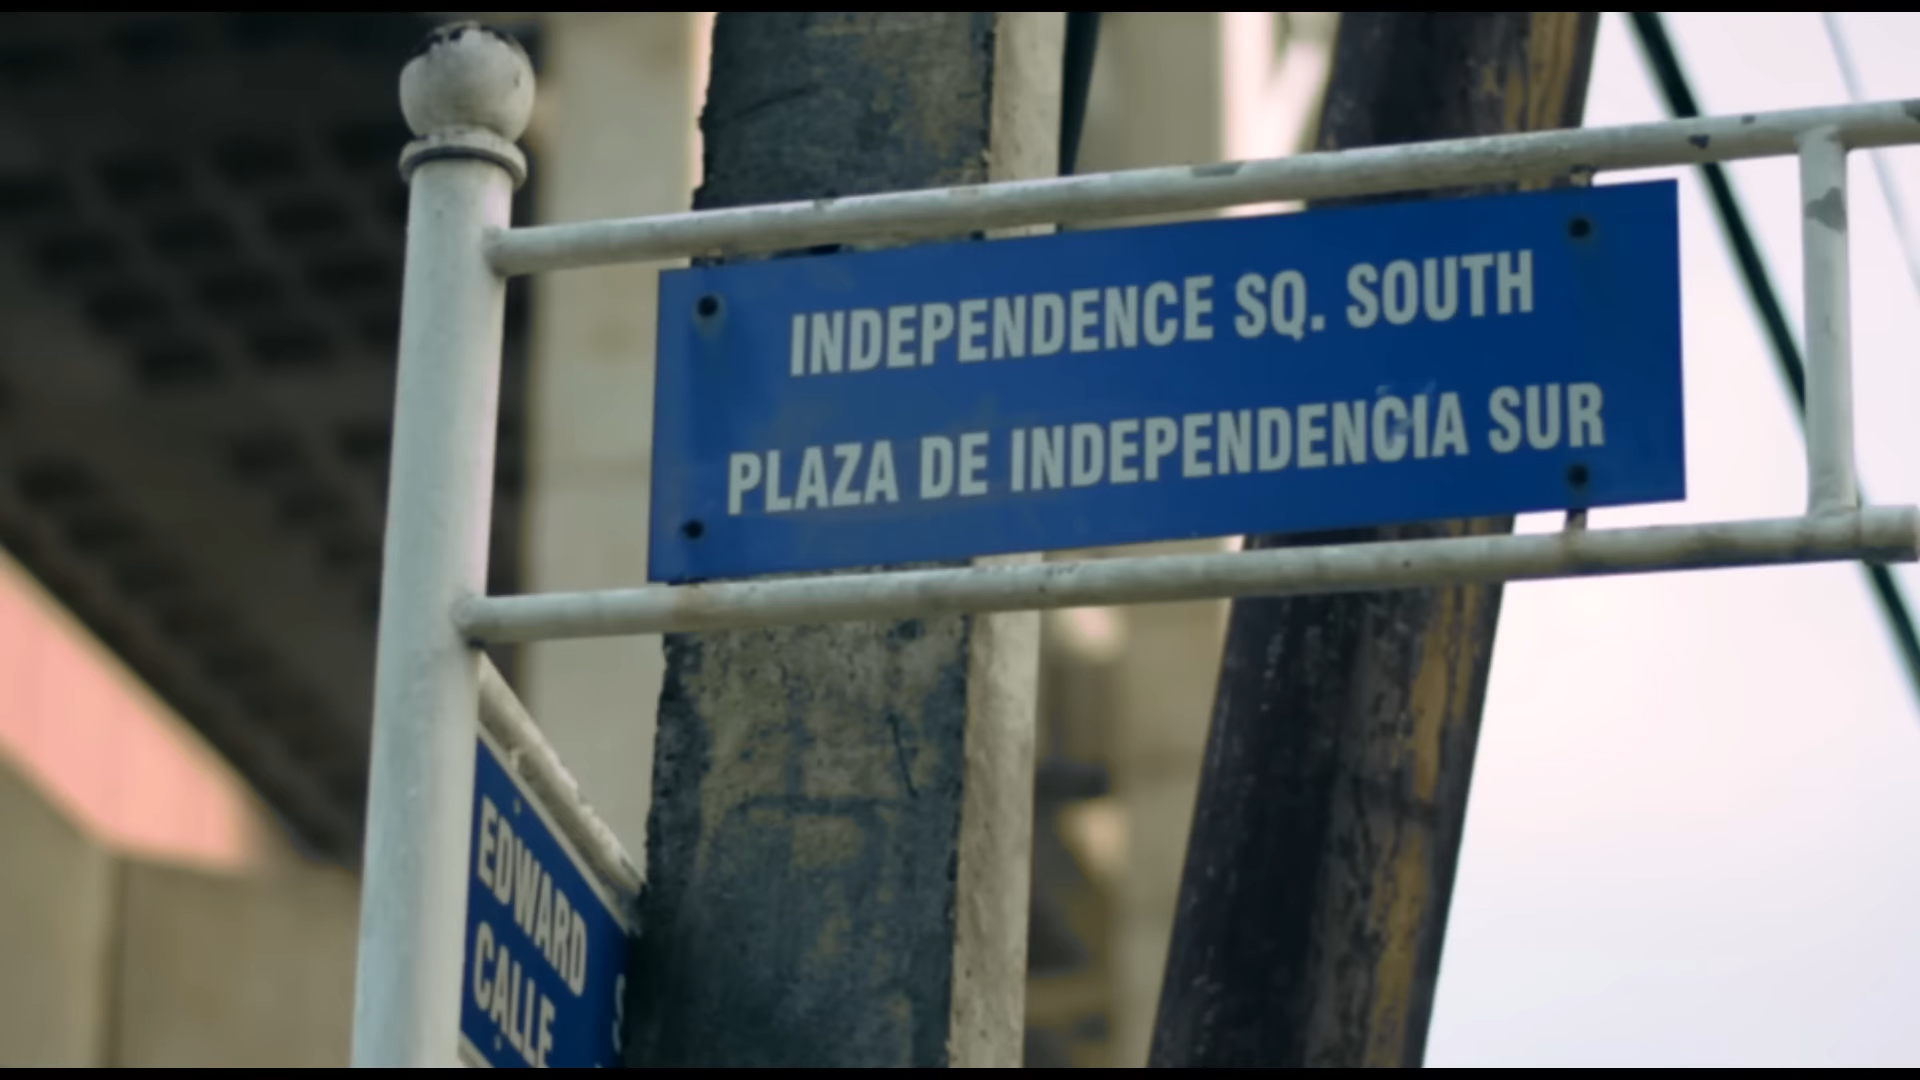 INDEPENDENCE SQ. SOUTH
PLAZA DE INDEPENDENCIA SUR
EDWARD
CALLE